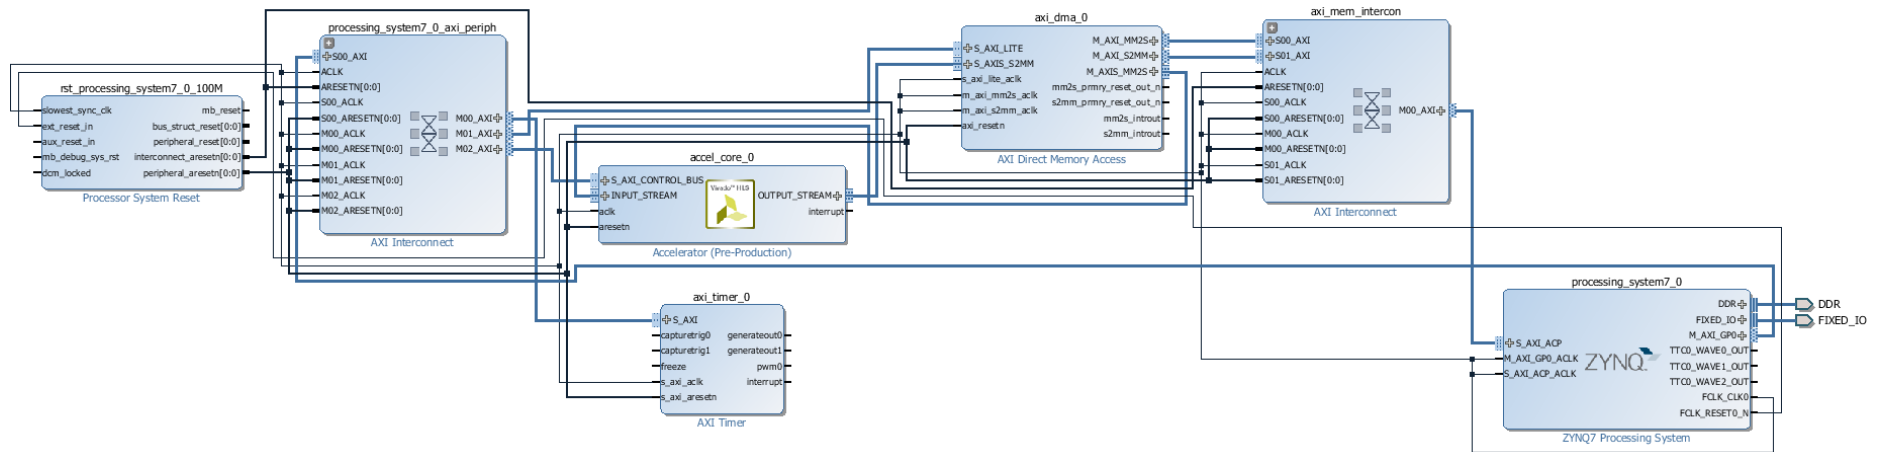 rst_processing_system7_0_100M
slowest_sync_clk
ext_reset_in
aux_reset_in
mb_debug_sys_rst
dcm_locked
mb_reset
bus_struct_reset[0:0]
peripheral_reset[0:0]
interconnect_aresetn[0:0]
peripheral_aresetn[0:0]
Processor System Reset
processing_system7_0_axi_periph
S00_AXI
ACLK
ARESETN[0:0]
S00_ACLK
S00_ARESETN[0:0]
M00_ACLK
M00_ARESETN[0:0]
M01_ACLK
M01_ARESETN[0:0]
M02_ACLK
M02_ARESETN[0:0]
M00_AXI
M01_AXI
M02_AXI
AXI Interconnect
accel_core_0
S_AXI_CONTROL_BUS
INPUT_STREAM
aclk
aresetn
Vivado™ HLS
OUTPUT_STREAM
interrupt
Accelerator (Pre-Production)
axi_timer_0
S_AXI
capturetrig0
capturetrig1
freeze
s_axi_aclk
s_axi_aresetn
generateout0
generateout1
pwm0
interrupt
AXI Timer
axi_dma_0
S_AXI_LITE
S_AXIS_S2MM
s_axi_lite_aclk
m_axi_mm2s_aclk
m_axi_s2mm_aclk
axi_resetn
M_AXI_MM2S
M_AXI_S2MM
M_AXIS_MM2S
mm2s_prmry_reset_out_n
s2mm_prmry_reset_out_n
mm2s_introut
s2mm_introut
AXI Direct Memory Access
axi_mem_intercon
S00_AXI
S01_AXI
ACLK
ARESETN[0:0]
S00_ACLK
S00_ARESETN[0:0]
M00_ACLK
M00_ARESETN[0:0]
S01_ACLK
S01_ARESETN[0:0]
M00_AXI
AXI Interconnect
processing_system7_0
S_AXI_ACP
M_AXI_GP0_ACLK
S_AXI_ACP_ACLK
ZYNQ
DDR
FIXED_IO
M_AXI_GP0
TTC0_WAVE0_OUT
TTC0_WAVE1_OUT
TTC0_WAVE2_OUT
FCLK_CLK0
FCLK_RESET0_N
ZYNQ7 Processing System
DDR
FIXED_IO